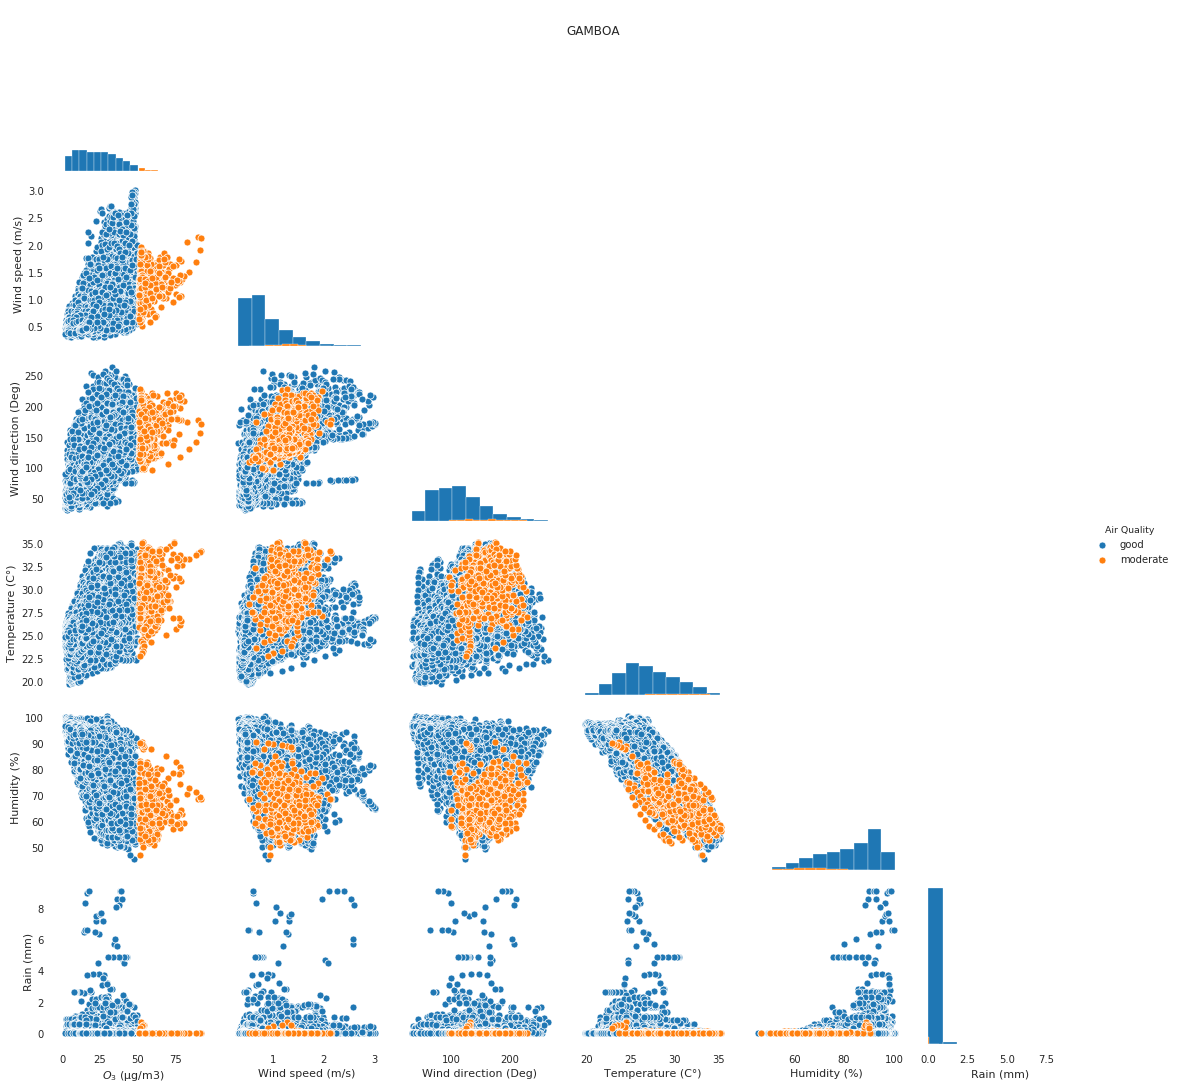 GAMBOA
3.0
2.5
2.0
1.5
1.0
0.5
Wind speed (m/s)
250
200
150
100
50
Wind direction (Deg)
35.0
32.5
30.0
27.5
25.0
22.5
20.0
Temperature (C°)
Air Quality
good
moderate
100
90
80
70
60
50
Humidity (%)
8
6
4
2
0
Rain (mm)
0 25 50 75
O3 (µg/m3)
1 2 3
Wind speed (m/s)
100 200
Wind direction (Deg)
20 25 30 35
Temperature (C°)
60 80 100
Humidity (%)
0.0 2.5 5.0 7.5
Rain (mm)